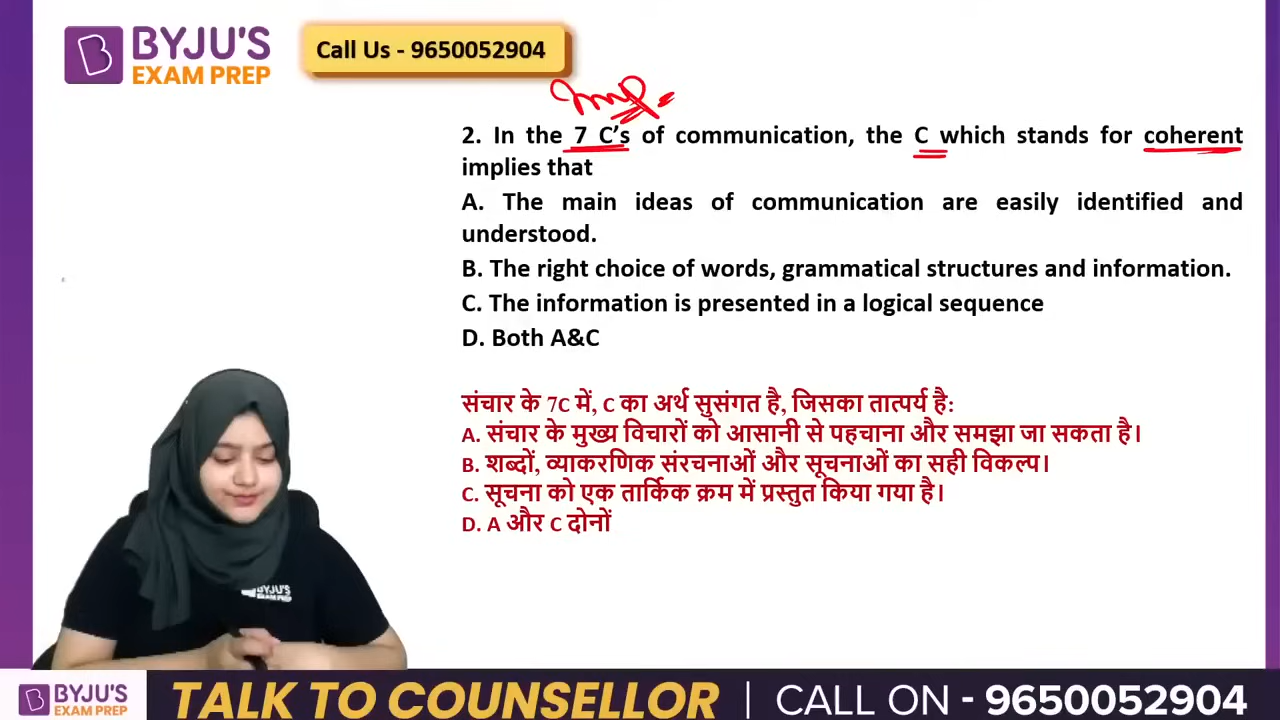 BYJU'S
EXAM PREP
Call Us - 9650052904
Imp.
2. In the 7 C's of communication, the C which stands for coherent
implies that
A. The main ideas of communication are easily identified and
understood.
B. The right choice of words, grammatical structures and information.
C. The information is presented in a logical sequence
D. Both A&C
संचार के 7C में, C का अर्थ सुसंगत है, जिसका तात्पर्य है:
A. संचार के मुख्य विचारों को आसानी से पहचाना और समझा जा सकता है।
B. शब्दों, व्याकरणिक संरचनाओं और सूचनाओं का सही विकल्प।
C. सूचना को एक तार्किक क्रम में प्रस्तुत किया गया है।
D. A और C दोनों
BYJU'S
EXAM PREP
BYJU'S
EXAM PREP
TALK TO COUNSELLOR
CALL ON - 9650052904